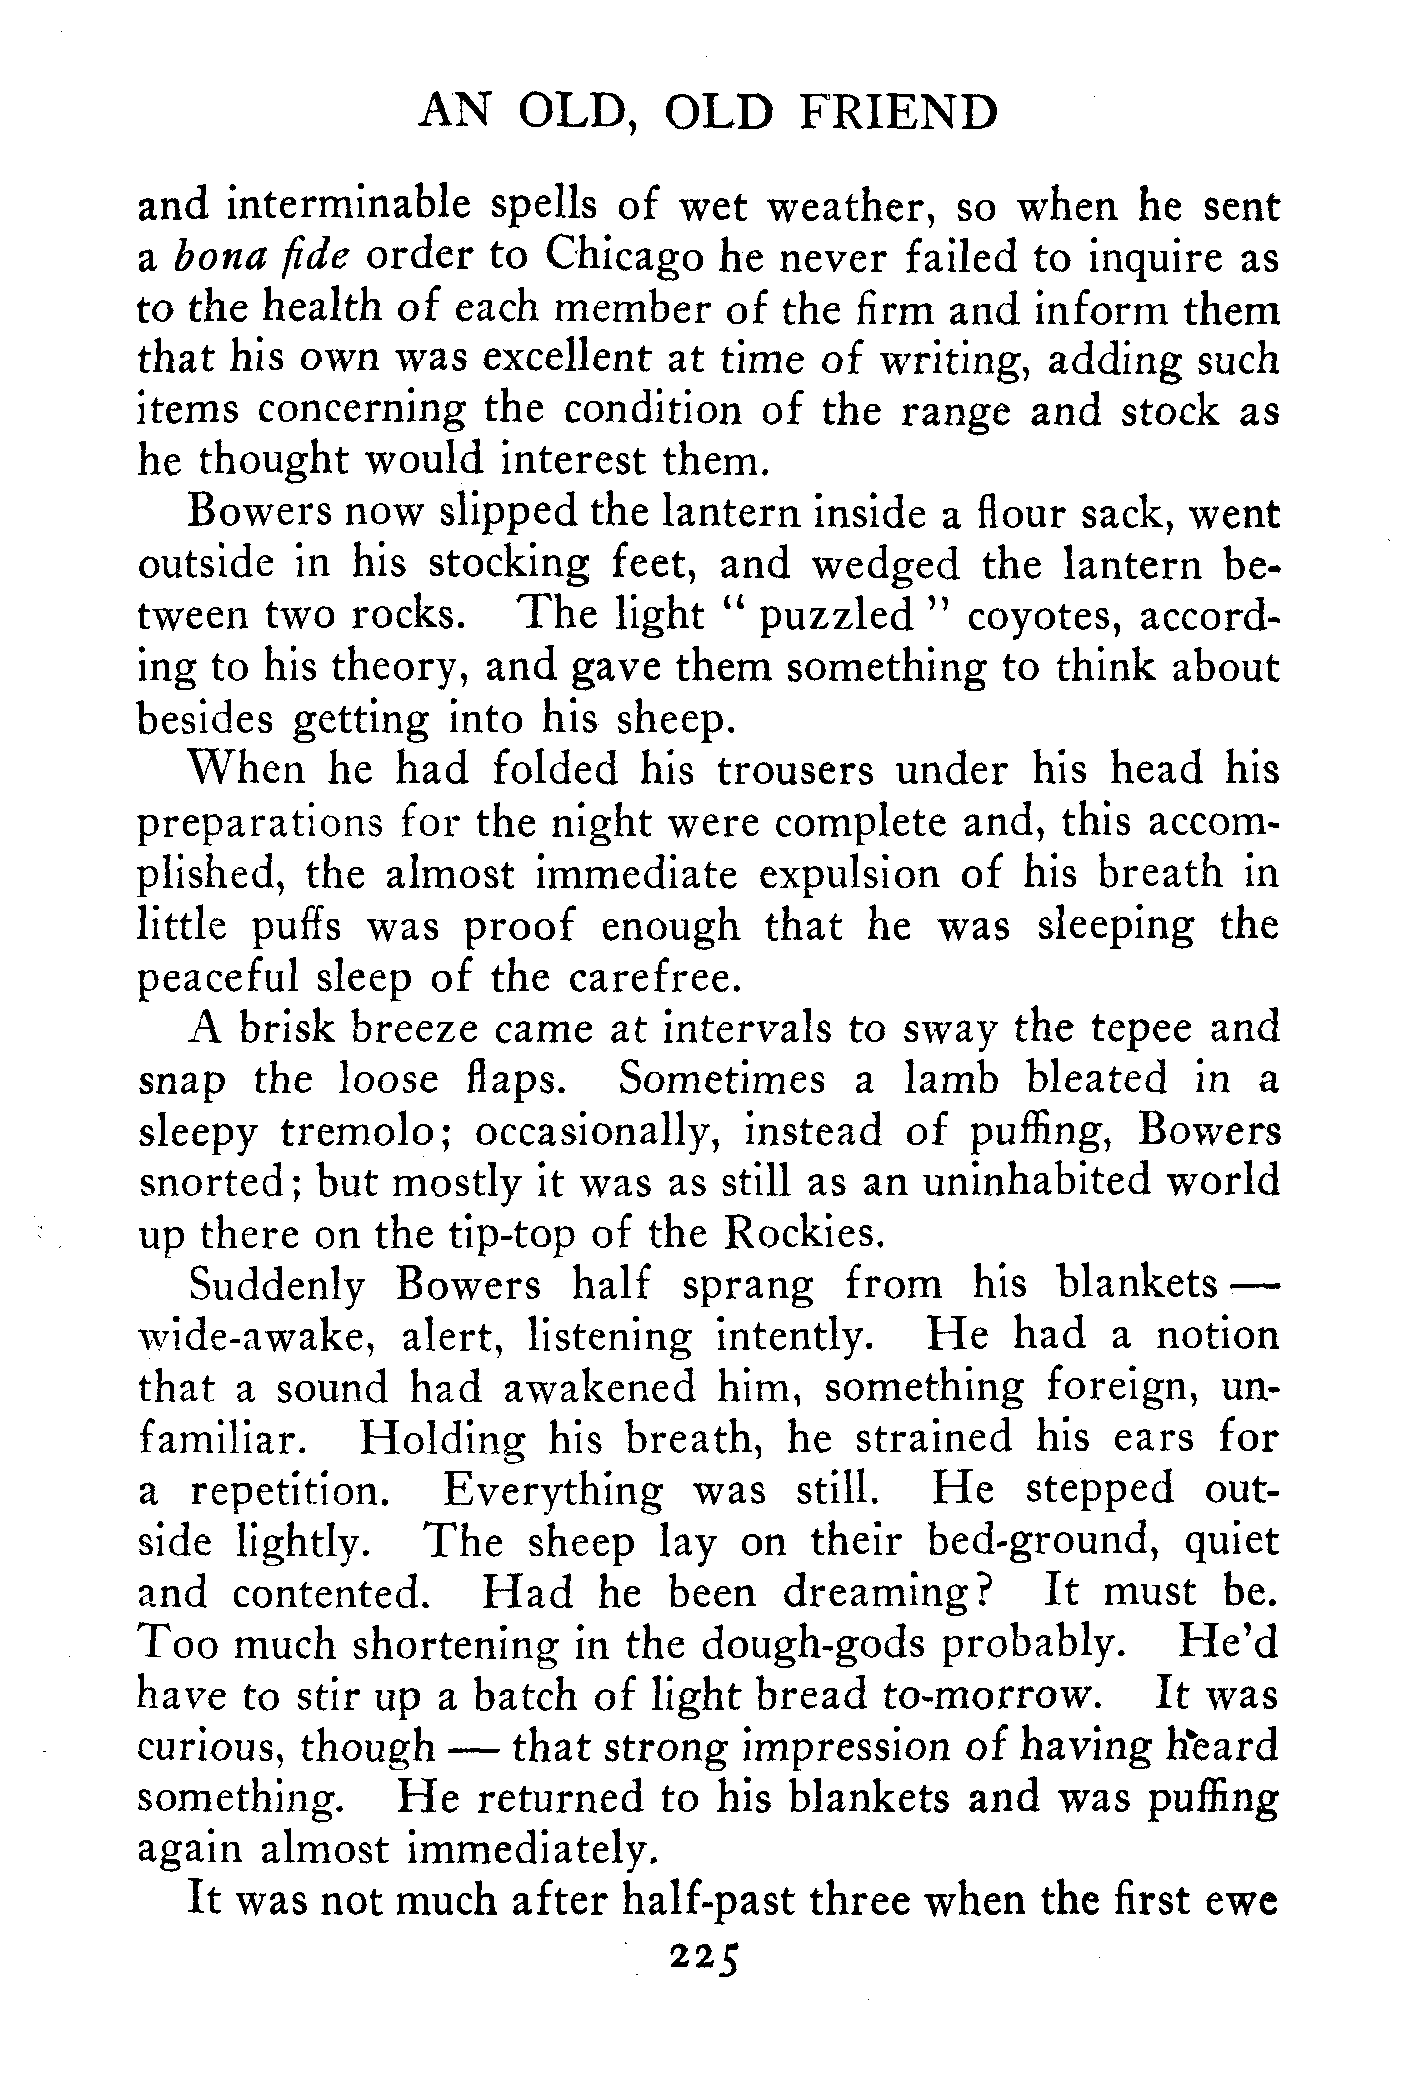 AN OLD, OLD FRIEND
and interminable spells of wet weather, so when he sent
a bona fide order to Chicago he never failed to inquire as
to the health of each member of the firm and inform them
that his own was excellent at time of writing, adding such
items concerning the condition of the range and stock as
he thought would interest them.
Bowers now slipped the lantern inside a flour sack, went
outside in his stocking feet, and wedged the lantern be-
tween two rocks. The light " puzzled " coyotes, accord-
ing to his theory, and gave them something to think about
besides getting into his sheep.
When he had folded his trousers under his head his
preparations for the night were complete and, this accom-
plished, the almost immediate expulsion of his breath in
little puffs was proof enough that he was sleeping the
peaceful sleep of the carefree.
A brisk breeze came at intervals to sway the tepee and
snap the loose flaps. Sometimes a lamb bleated in a
sleepy tremolo; occasionally, instead of puffing, Bowers
snorted; but mostly it was as still as an uninhabited world
up there on the tip-top of the Rockies.
Suddenly Bowers half sprang from his blankets —
wide-awake, alert, listening intently. He had a notion
that a sound had awakened him, something foreign, un-
familiar. Holding his breath, he strained his ears for
a repetition. Everything was still. He stepped out-
side lightly. The sheep lay on their bed-ground, quiet
and contented. Had he been dreaming? It must be.
Too much shortening in the dough-gods probably. He'd
have to stir up a batch of light bread to-morrow. It was
curious, though — that strong impression of having heard
something. He returned to his blankets and was puffing
again almost immediately.
It was not much after half-past three when the first ewe
225